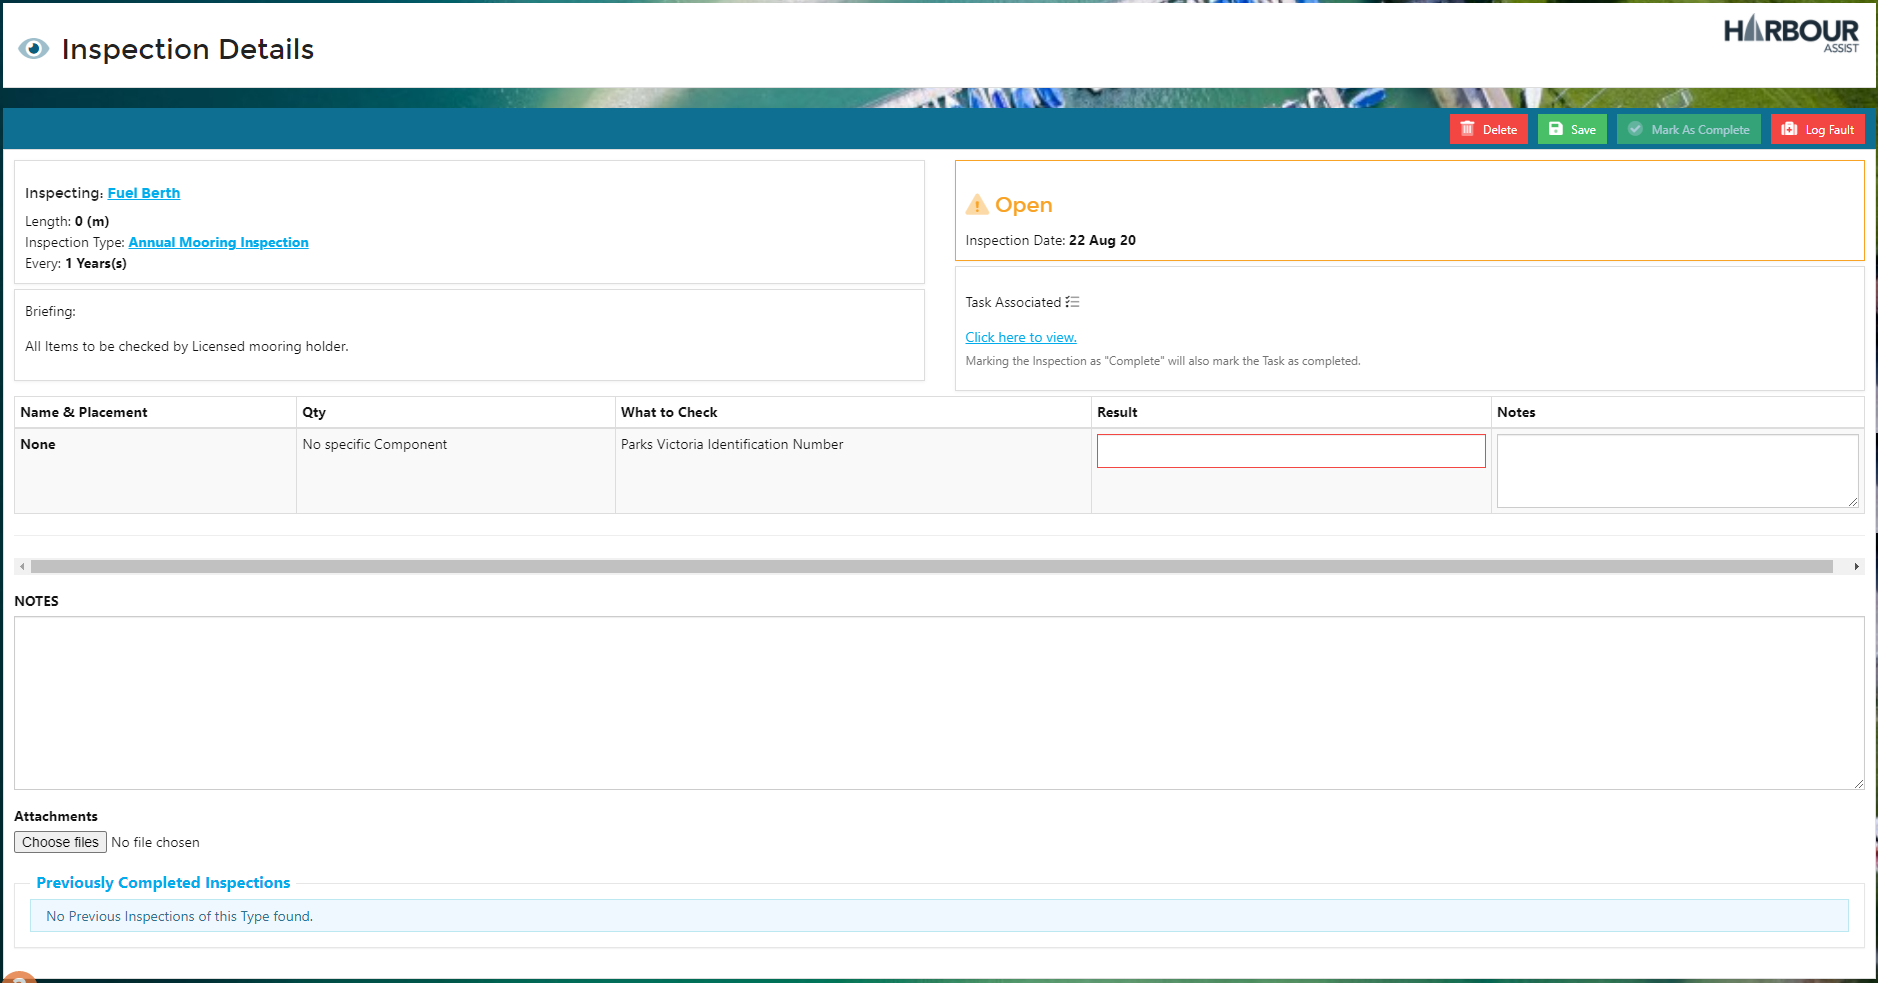 Inspection Details
HARBOUR
ASSIST
Delete
Save
Mark As Complete
Log Fault
Inspecting: Fuel Berth
Length: 0 (m)
Inspection Type: Annual Mooring Inspection
Every: 1 Years(s)
Open
Inspection Date: 22 Aug 20
Briefing:
All Items to be checked by Licensed mooring holder.
Task Associated
Click here to view.
Marking the Inspection as "Complete" will also mark the Task as completed.
Name & Placement Qty What to Check Result Notes
None No specific Component Parks Victoria Identification Number
NOTES
Attachments
Choose files No file chosen
Previously Completed Inspections
No Previous Inspections of this Type found.